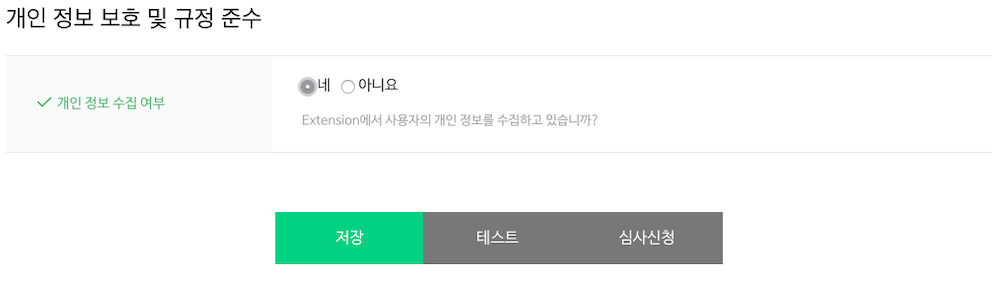 개인 정보 보호 및 규정 준수
개인 정보 수집 여부
네 아니요
Extension에서 사용자의 개인 정보를 수집하고 있습니까?
저장 테스트 심사신청